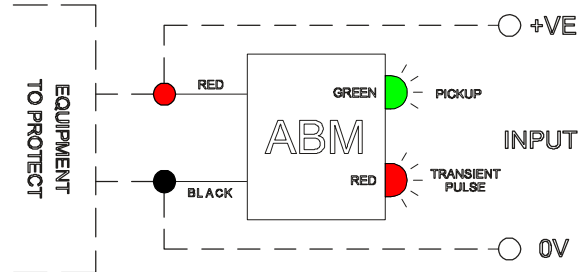 +VE
RED
GREEN
PICKUP
EQUIPMENT
TO PROTECT
ABM
INPUT
RED
TRANSIENT
PULSE
BLACK
0V